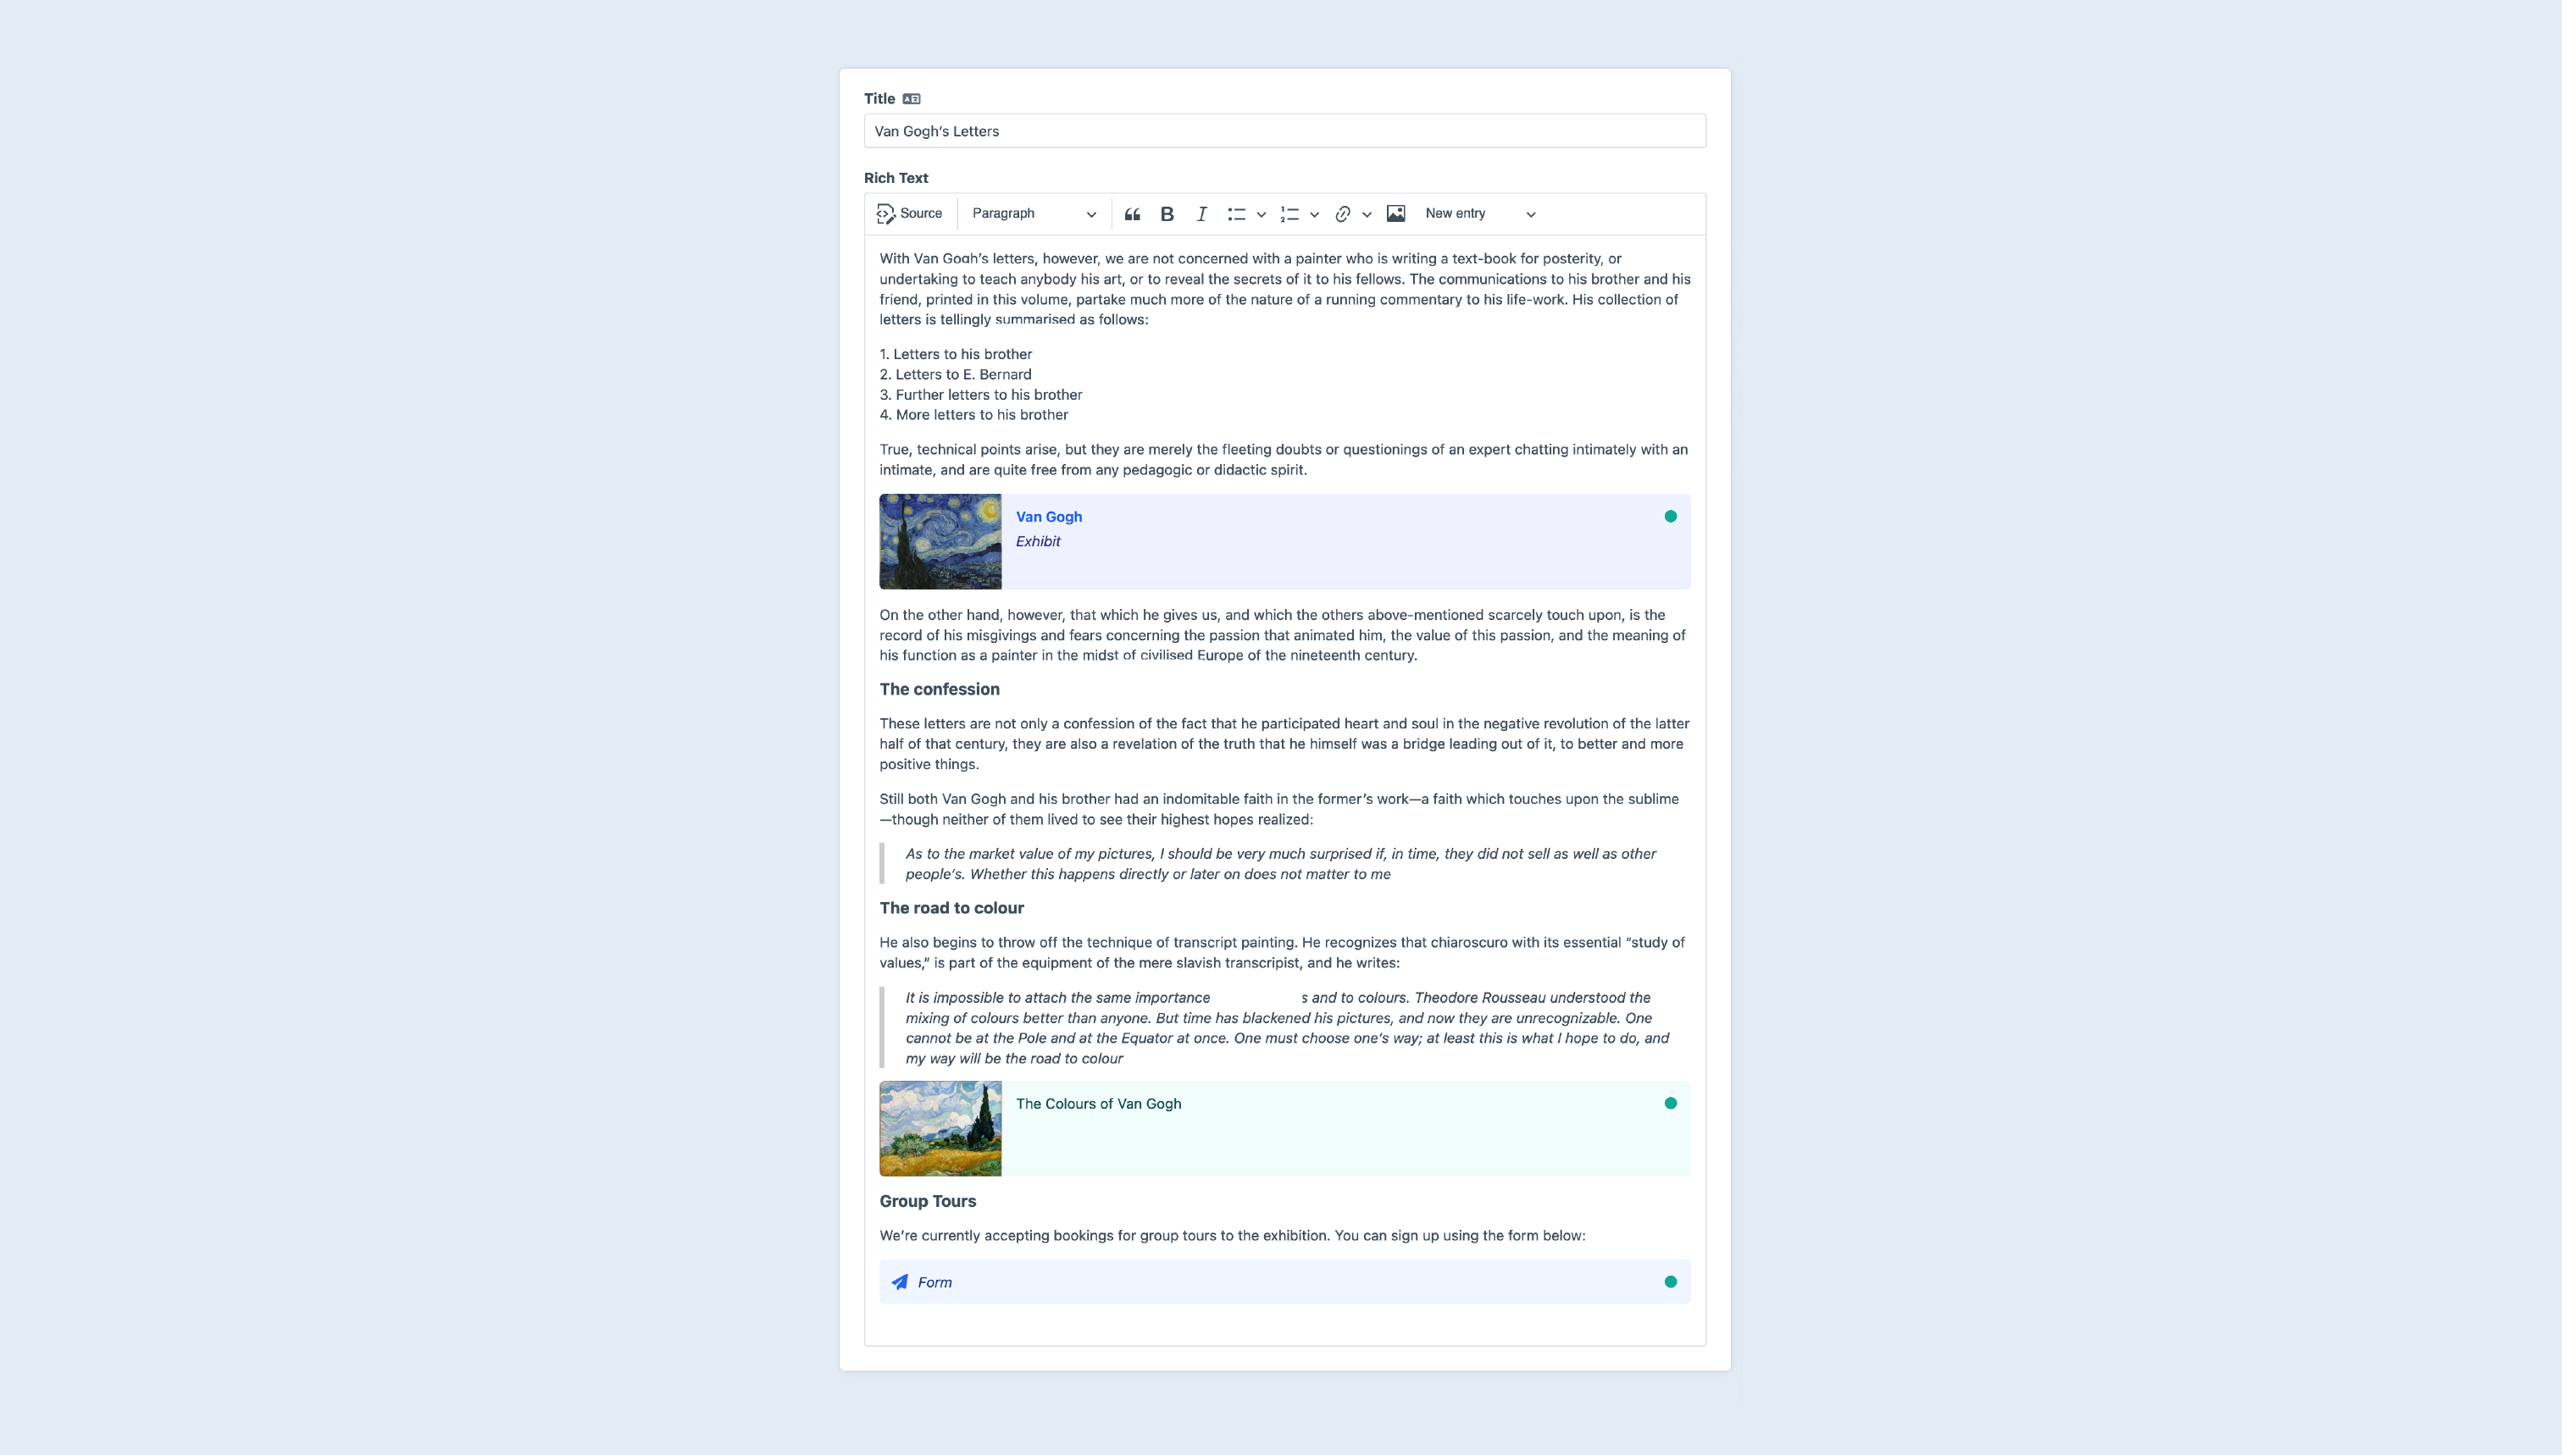 Title
Van Gogh's Letters
Rich Text
Source Paragraph New entry
With Van Gogh's letters, however, we are not concerned with a painter who is writing a text-book for posterity, or
undertaking to teach anybody his art, or to reveal the secrets of it to his fellows. The communications to his brother and his
friend, printed in this volume, partake much more of the nature of a running commentary to his life-work. His collection of
letters is tellingly summarised as follows:
1. Letters to his brother
2. Letters to E. Bernard
3. Further letters to his brother
4. More letters to his brother
True, technical points arise, but they are merely the fleeting doubts or questionings of an expert chatting intimately with an
intimate, and are quite free from any pedagogic or didactic spirit.
Van Gogh
Exhibit
On the other hand, however, that which he gives us, and which the others above-mentioned scarcely touch upon, is the
record of his misgivings and fears concerning the passion that animated him, the value of this passion, and the meaning of
his function as a painter in the midst of civilised Europe of the nineteenth century.
The confession
These letters are not only a confession of the fact that he participated heart and soul in the negative revolution of the latter
half of that century, they are also a revelation of the truth that he himself was a bridge leading out of it, to better and more
positive things.
Still both Van Gogh and his brother had an indomitable faith in the former's work—a faith which touches upon the sublime
—though neither of them lived to see their highest hopes realized:
As to the market value of my pictures, I should be very much surprised if, in time, they did not sell as well as other
people's. Whether this happens directly or later on does not matter to me
The road to colour
He also begins to throw off the technique of transcript painting. He recognizes that chiaroscuro with its essential “study of
values,” is part of the equipment of the mere slavish transcripist, and he writes:
It is impossible to attach the same importance and to colours. Theodore Rousseau understood the
mixing of colours better than anyone. But time has blackened his pictures, and now they are unrecognizable. One
cannot be at the Pole and at the Equator at once. One must choose one's way; at least this is what I hope to do, and
my way will be the road to colour
The Colours of Van Gogh
Group Tours
We're currently accepting bookings for group tours to the exhibition. You can sign up using the form below:
Form